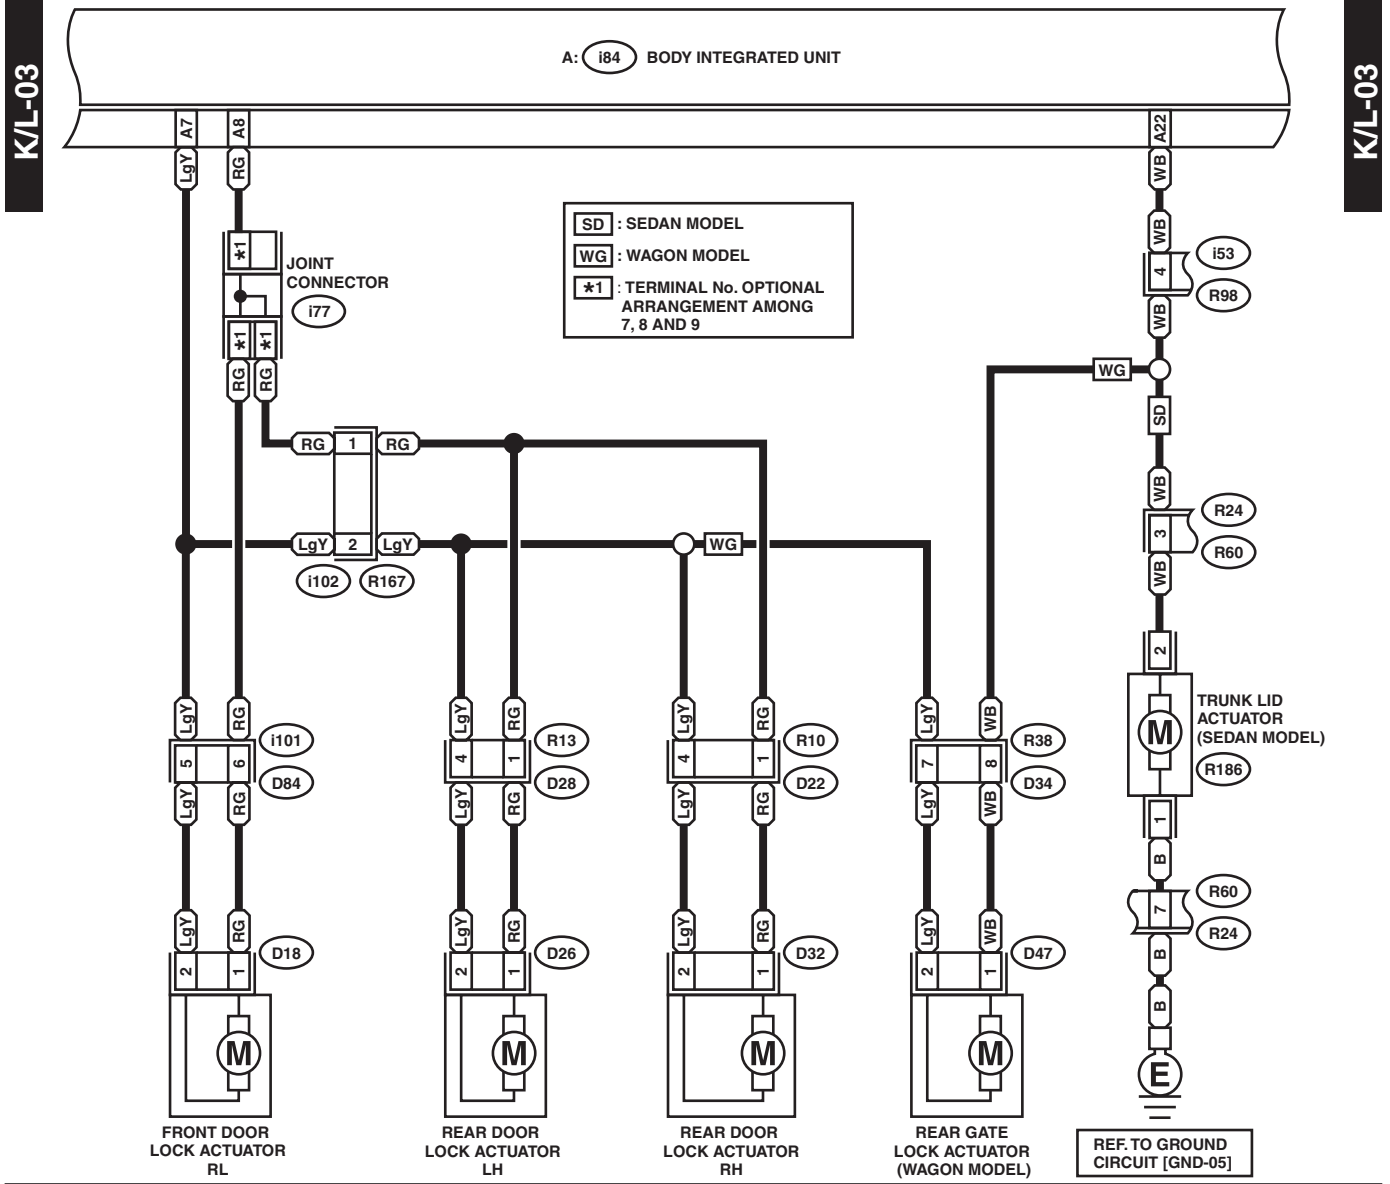 K/L-03
K/L-03
A: i84 BODY INTEGRATED UNIT
A7
A8
A22
LgY
RG
WB
WB
*1
JOINT
CONNECTOR
i77
*1
*1
RG
RG
SD : SEDAN MODEL
WG : WAGON MODEL
*1 : TERMINAL No. OPTIONAL
ARRANGEMENT AMONG
7, 8 AND 9
4
i53
R98
WB
WG
SD
RG
1
RG
WB
3
R24
R60
WB
LgY
2
LgY
WG
i102
R167
2
TRUNK LID
ACTUATOR
(SEDAN MODEL)
M
R186
1
B
LgY
RG
LgY
RG
LgY
RG
LgY
WB
5
6
i101
D84
4
1
R13
D28
4
1
R10
D22
7
8
R38
D34
LgY
RG
LgY
RG
LgY
RG
LgY
WB
7
R60
R24
B
B
LgY
RG
LgY
RG
LgY
RG
LgY
WB
2
1
D18
2
1
D26
2
1
D32
2
1
D47
M
M
M
M
E
FRONT DOOR
LOCK ACTUATOR
RL
REAR DOOR
LOCK ACTUATOR
LH
REAR DOOR
LOCK ACTUATOR
RH
REAR GATE
LOCK ACTUATOR
(WAGON MODEL)
REF. TO GROUND
CIRCUIT [GND-05]